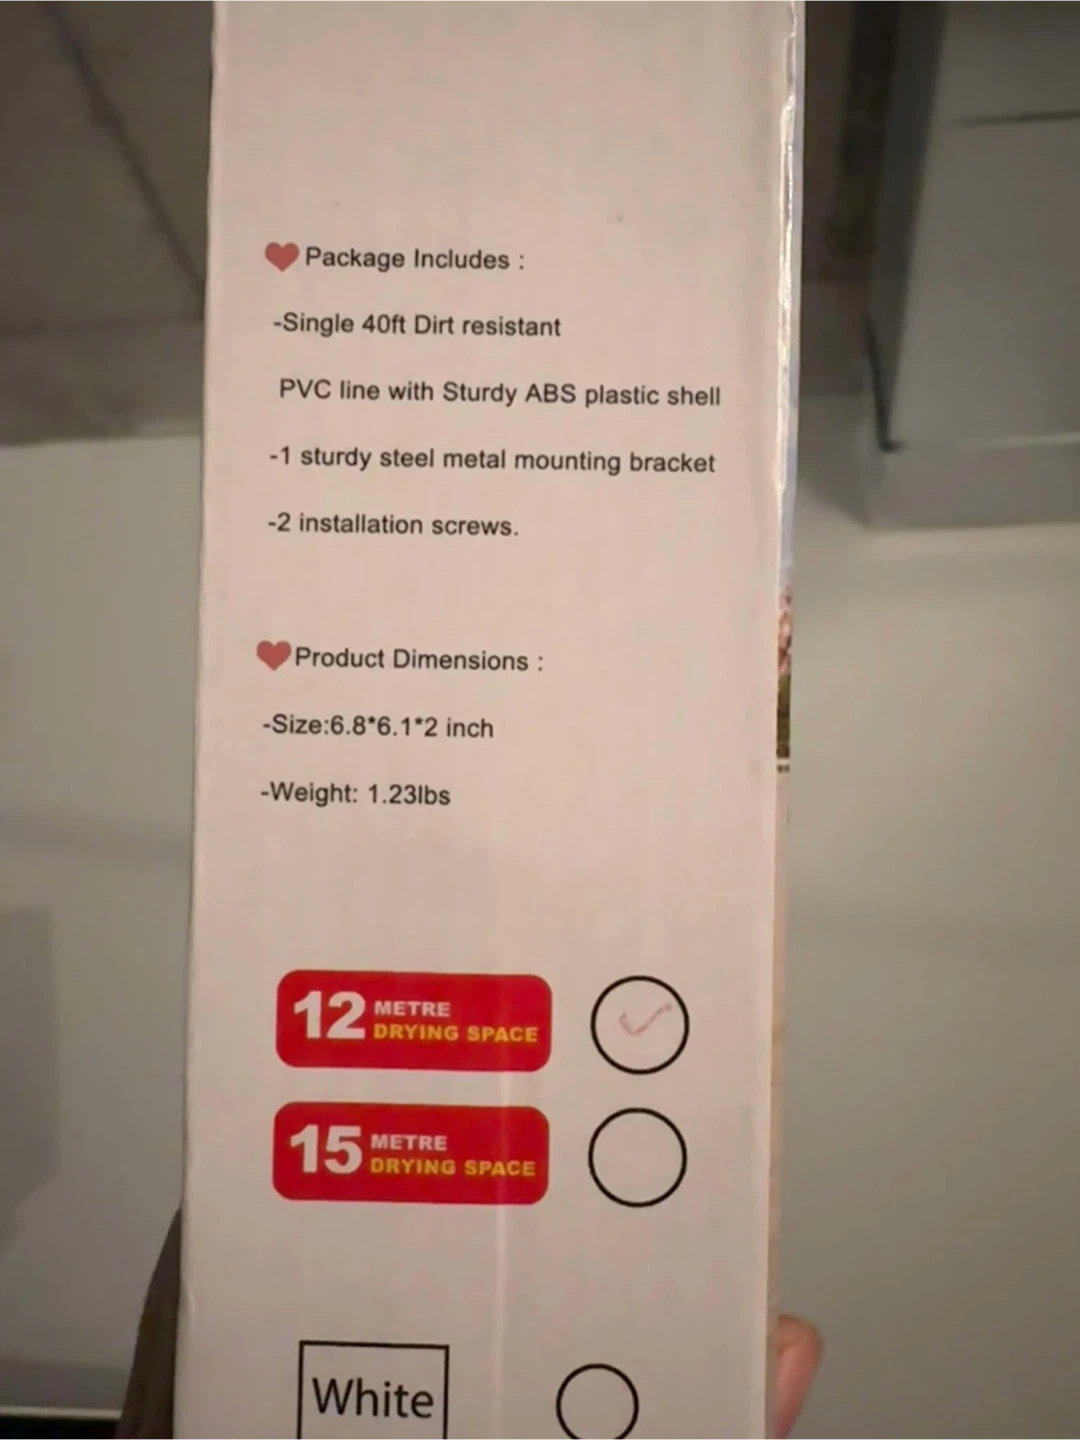 Package Includes :
-Single 40ft Dirt resistant
PVC line with Sturdy ABS plastic shell
-1 sturdy steel metal mounting bracket
-2 installation screws.
Product Dimensions :
-Size:6.8*6.1*2 inch
-Weight: 1.23lbs
12 METRE
DRYING SPACE
15 METRE
DRYING SPACE
White